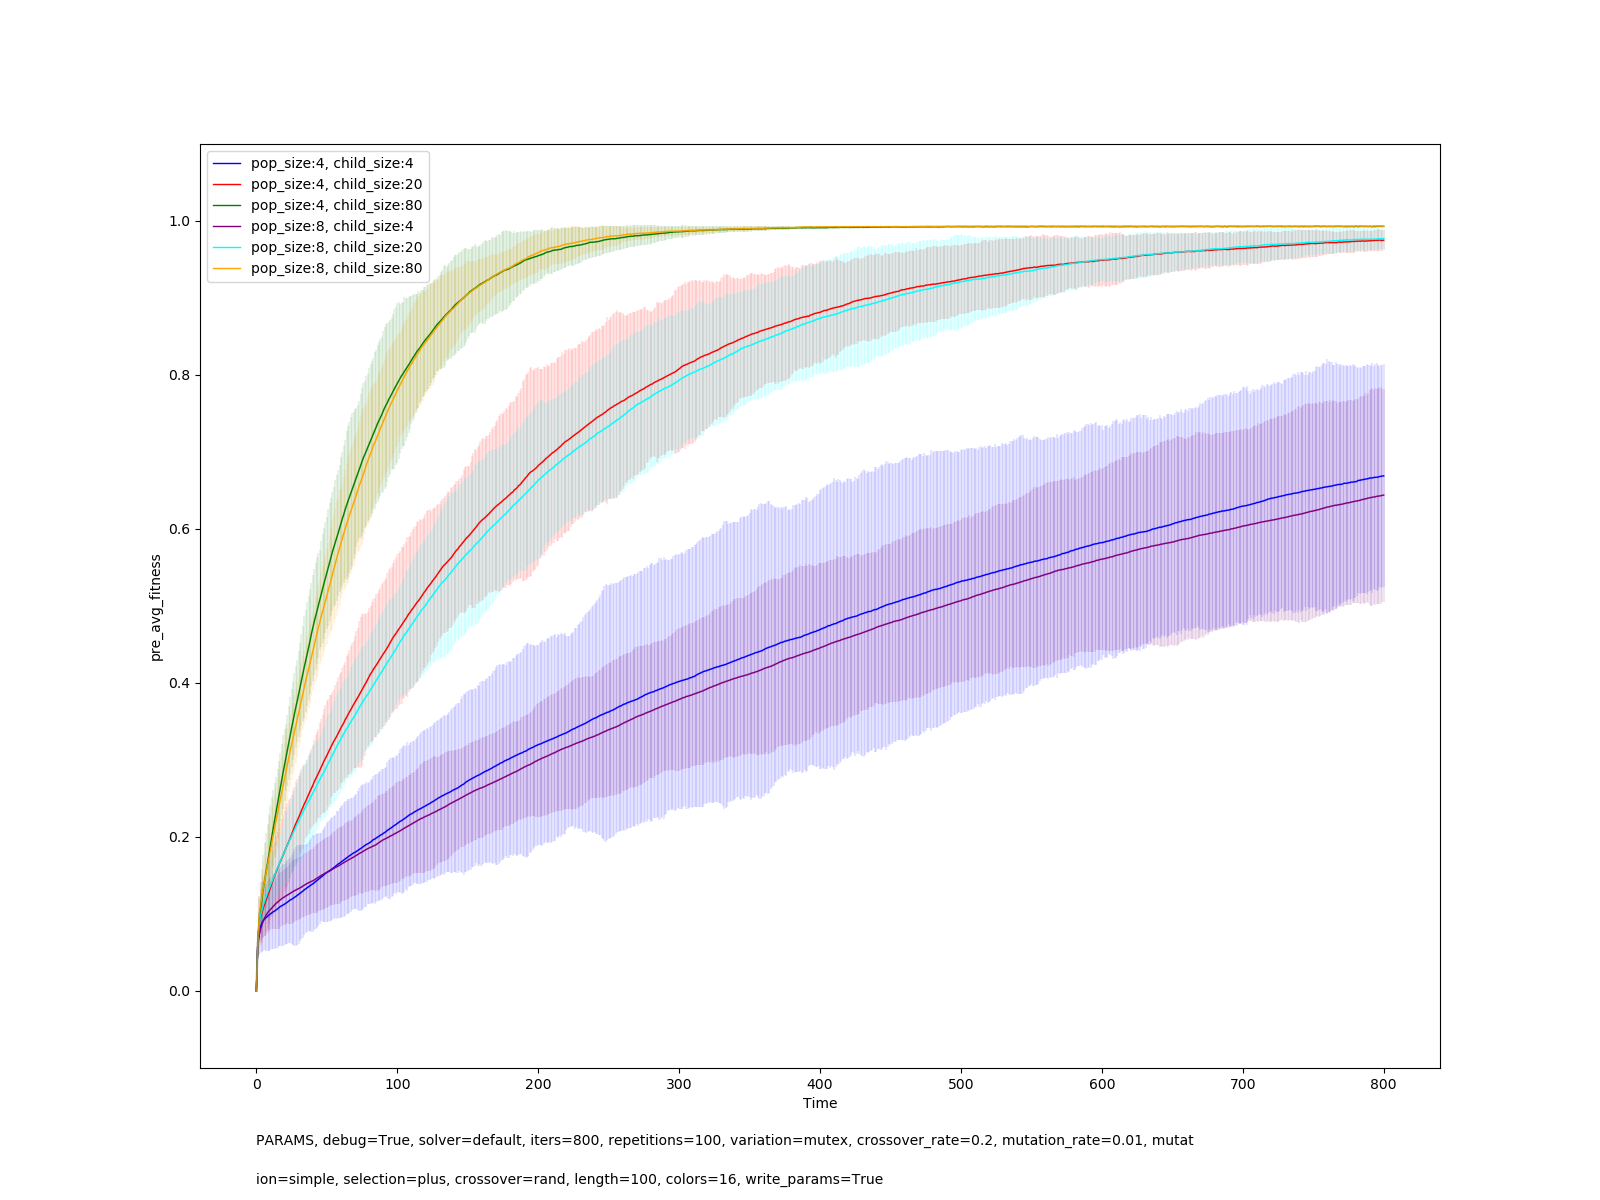 pop_size:4, child_size:4
pop_size:4, child_size:20
pop_size:4, child_size:80
pop_size:8, child_size:4
pop_size:8, child_size:20
pop_size:8, child_size:80
1.0
0.8
0.6
0.4
0.2
0.0
pre_avg_fitness
0 100 200 300 400 500 600 700 800
Time
PARAMS, debug=True, solver=default, iters=800, repetitions=100, variation=mutex, crossover_rate=0.2, mutation_rate=0.01, mutat
ion=simple, selection=plus, crossover=rand, length=100, colors=16, write_params=True